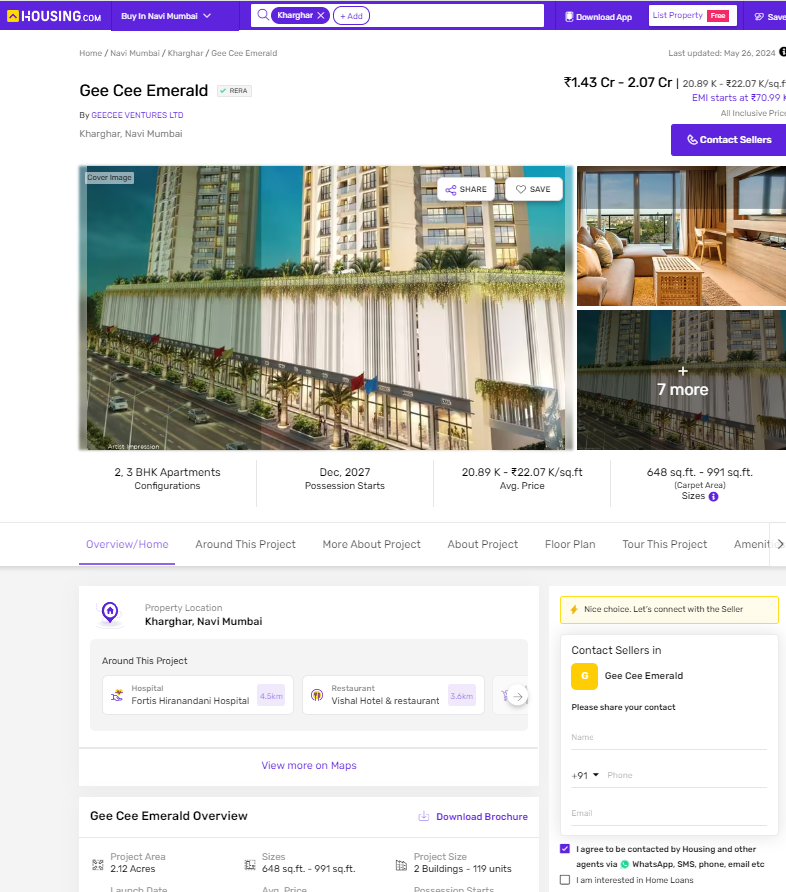 HOUSING.COM
Buy In Navi Mumbai
Kharghar
+ Add
Download App
List Property Free
Save
Home / Navi Mumbai / Kharghar / Gee Cee Emerald
Last updated: May 26, 2024
Gee Cee Emerald
RERA
₹1.43 Cr - 2.07 Cr | 20.89 K - ₹22.07 K/sq.f
EMI starts at ₹70.99 K
By GEECEE VENTURES LTD
All Inclusive Price
Kharghar, Navi Mumbai
Contact Sellers
Cover Image
SHARE
SAVE
+
7 more
Artist Impression
2, 3 BHK Apartments
Configurations
Dec, 2027
Possession Starts
20.89 K - ₹22.07 K/sq.ft
Avg. Price
648 sq.ft. - 991 sq.ft.
(Carpet Area)
Sizes
Overview/Home
Around This Project
More About Project
About Project
Floor Plan
Tour This Project
Amenit
Property Location
Kharghar, Navi Mumbai
Around This Project
Hospital
Fortis Hiranandani Hospital
4.5km
Restaurant
Vishal Hotel & restaurant
3.6km
View more on Maps
Nice choice. Let's connect with the Seller
Contact Sellers in
G
Gee Cee Emerald
Please share your contact
Name
+91
Phone
Email
I agree to be contacted by Housing and other
agents via WhatsApp, SMS, phone, email etc
I am interested in Home Loans
Gee Cee Emerald Overview
Download Brochure
Project Area
2.12 Acres
Sizes
648 sq.ft. - 991 sq.ft.
Project Size
2 Buildings - 119 units
Launch Date
Avg. Price
Possession Starts